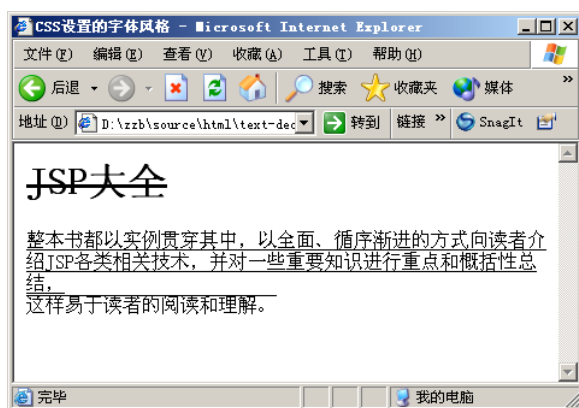 CSS设置的字体风格 - Microsoft Internet Explorer
文件(F) 编辑(E) 查看(V) 收藏(A) 工具(T) 帮助(H)
后退 搜索 收藏夹 媒体 »
地址(D) D:\zzb\source\html\text-dec 转到 链接 » SnagIt
JSP大全
整本书都以实例贯穿其中，以全面、循序渐进的方式向读者介
绍JSP各类相关技术，并对一些重要知识进行重点和概括性总
结，
这样易于读者的阅读和理解。
完毕 我的电脑